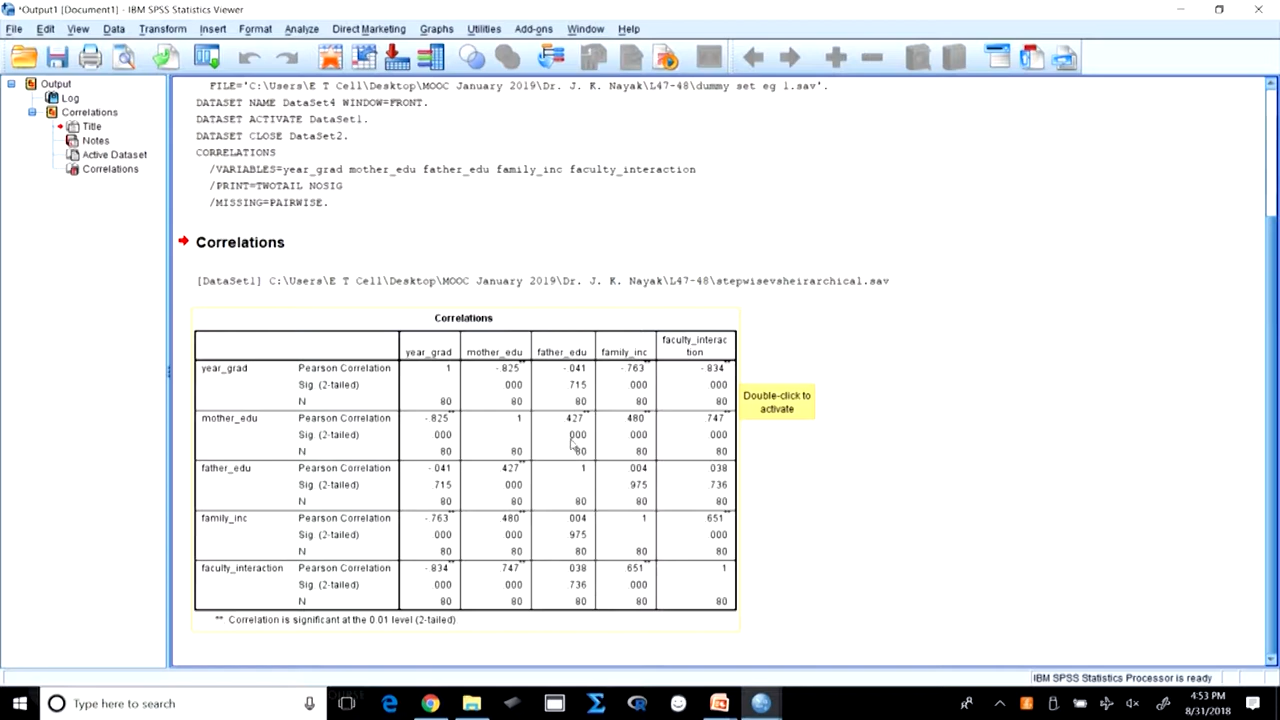 *Output1 [Document1] - IBM SPSS Statistics Viewer
File Edit View Data Transform Insert Format Analyze Direct Marketing Graphs Utilities Add-ons Window Help
Output
Log
Correlations
Title
Notes
Active Dataset
Correlations
FILE='C:\Users\E T Cell\Desktop\MOOC January 2019\Dr. J. K. Nayak\L47-48\dummy set eg 1.sav'.
DATASET NAME DataSet4 WINDOW=FRONT.
DATASET ACTIVATE DataSet1.
DATASET CLOSE DataSet2.
CORRELATIONS
/VARIABLES=year_grad mother_edu father_edu family_inc faculty_interaction
/PRINT=TWOTAIL NOSIG
/MISSING=PAIRWISE.
Correlations
[DataSet1] C:\Users\E T Cell\Desktop\MOOC January 2019\Dr. J. K. Nayak\L47-48\stepwisevsheirarchical.sav
Correlations
year_grad mother_edu father_edu family_inc faculty_interac
tion
year_grad Pearson Correlation 1 -.825** -.041 -.763** -.834**
Sig. (2-tailed) .000 .715 .000 .000
N 80 80 80 80 80
mother_edu Pearson Correlation -.825** 1 .427** .480** .747**
Sig. (2-tailed) .000 .000 .000 .000
N 80 80 80 80 80
father_edu Pearson Correlation -.041 .427** 1 .004 .038
Sig. (2-tailed) .715 .000 .975 .736
N 80 80 80 80 80
family_inc Pearson Correlation -.763** .480** .004 1 .651**
Sig. (2-tailed) .000 .000 .975 .000
N 80 80 80 80 80
faculty_interaction Pearson Correlation -.834** .747** .038 .651** 1
Sig. (2-tailed) .000 .000 .736 .000
N 80 80 80 80 80
**. Correlation is significant at the 0.01 level (2-tailed).
Double-click to
activate
IBM SPSS Statistics Processor is ready
Type here to search
4:53 PM
8/31/2018